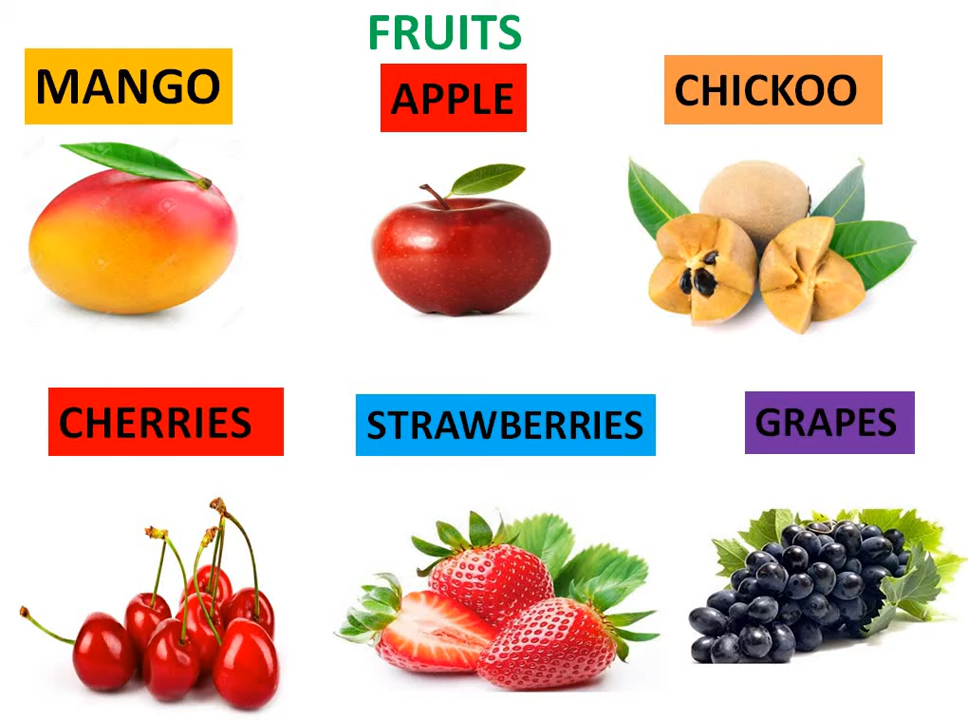 FRUITS
MANGO
APPLE
CHICKOO
CHERRIES
STRAWBERRIES
GRAPES